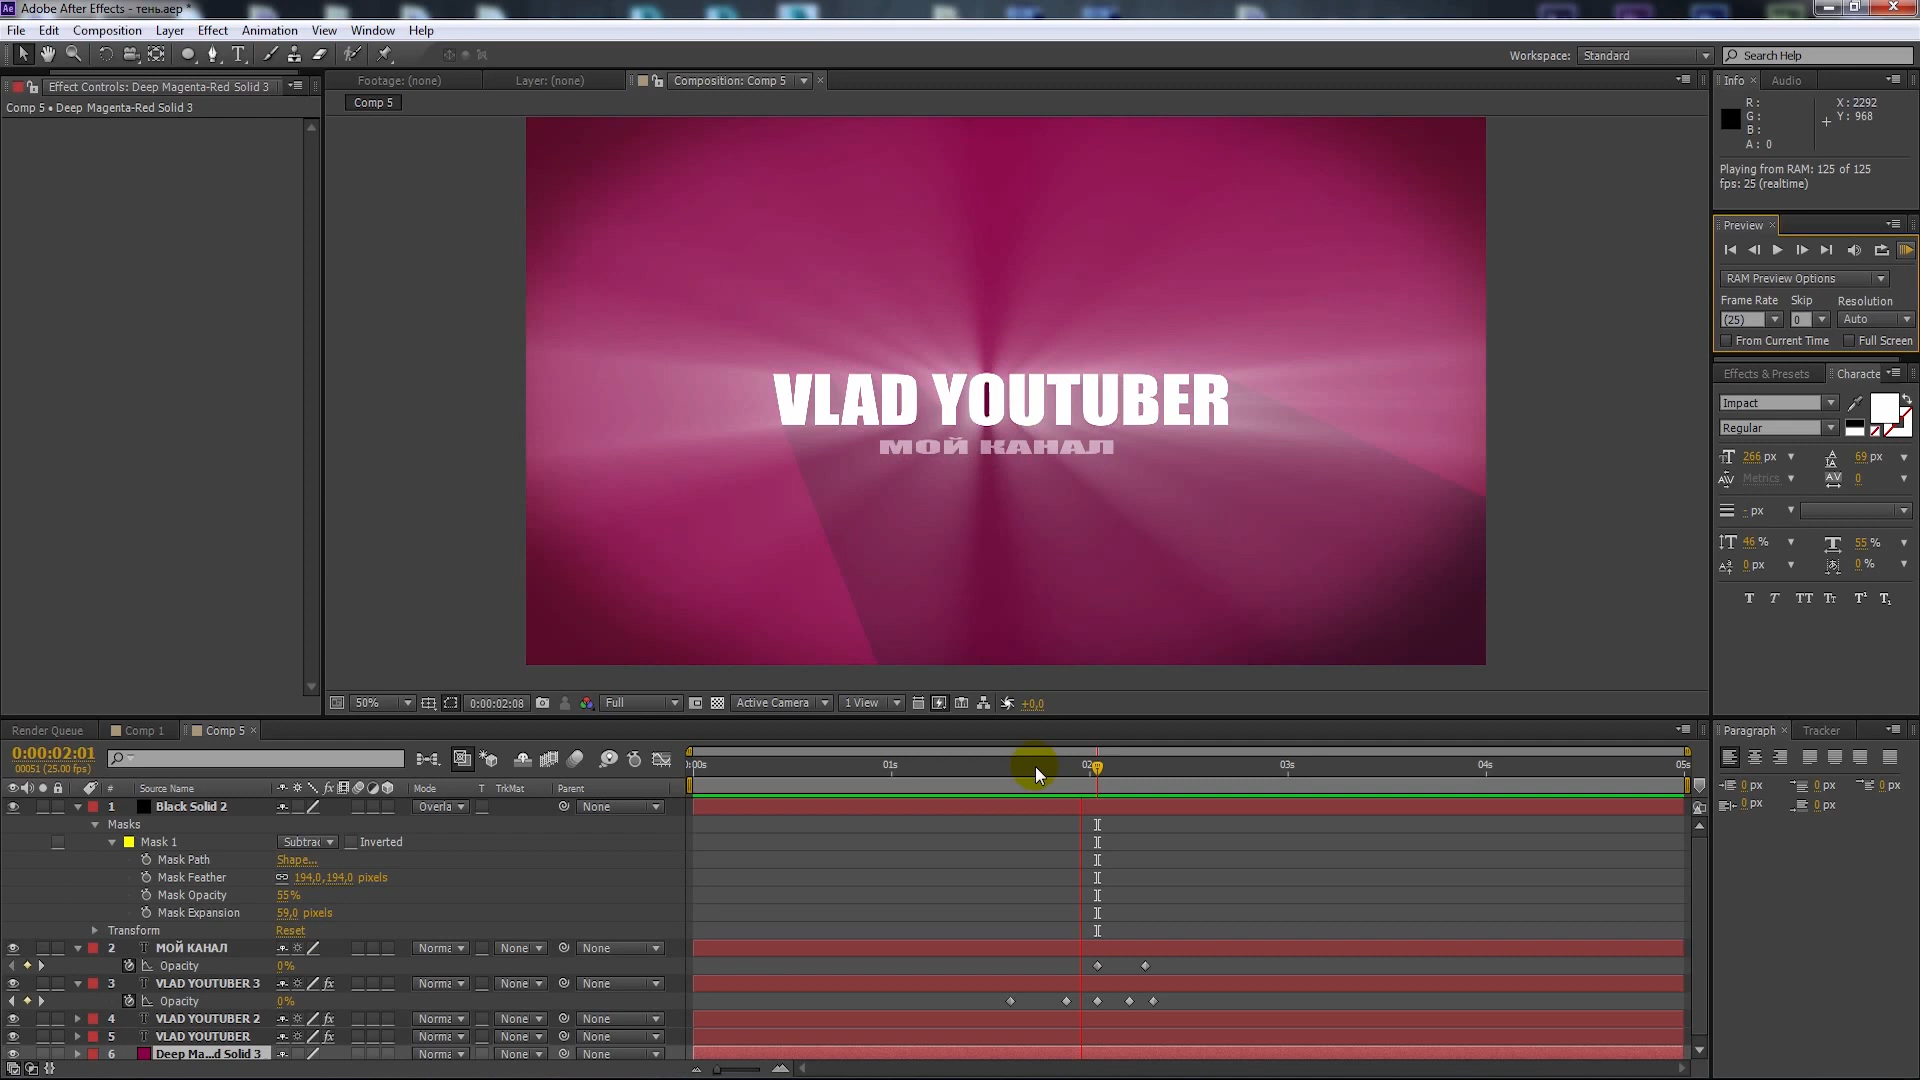 Adobe After Effects - тень.aep *
File Edit Composition Layer Effect Animation View Window Help
Workspace: Standard Search Help
Effect Controls: Deep Magenta-Red Solid 3
Comp 5 • Deep Magenta-Red Solid 3
Footage: (none) Layer: (none) Composition: Comp 5
Comp 5
VLAD YOUTUBER
МОЙ КАНАЛ
50% 0:00:02:08 Full Active Camera 1 View +0,0
Info Audio
R: X: 2292
G: Y: 968
B:
A: 0
Playing from RAM: 125 of 125
fps: 25 (realtime)
Preview
RAM Preview Options
Frame Rate Skip Resolution
(25) 0 Auto
From Current Time Full Screen
Effects & Presets Characte
Impact
Regular
266 px 69 px
Metrics 0
- px
46 % 55 %
0 px 0 %
T T TT Tт T¹ T₁
Paragraph Tracker
0 px 0 px 0 px
0 px 0 px
Render Queue Comp 1 Comp 5
0:00:02:01
00051 (25.00 fps)
:00s 01s 02 03s 04s 05s
# Source Name Mode T TrkMat Parent
1 Black Solid 2 Overla None
Masks
Mask 1 Subtrac Inverted
Mask Path Shape...
Mask Feather 194,0,194,0 pixels
Mask Opacity 55%
Mask Expansion 59,0 pixels
Transform Reset
2 МОЙ КАНАЛ Norma None None
Opacity 0%
3 VLAD YOUTUBER 3 fx Norma None None
Opacity 0%
4 VLAD YOUTUBER 2 fx Norma None None
5 VLAD YOUTUBER fx Norma None None
6 Deep Ma...d Solid 3 Norma None None